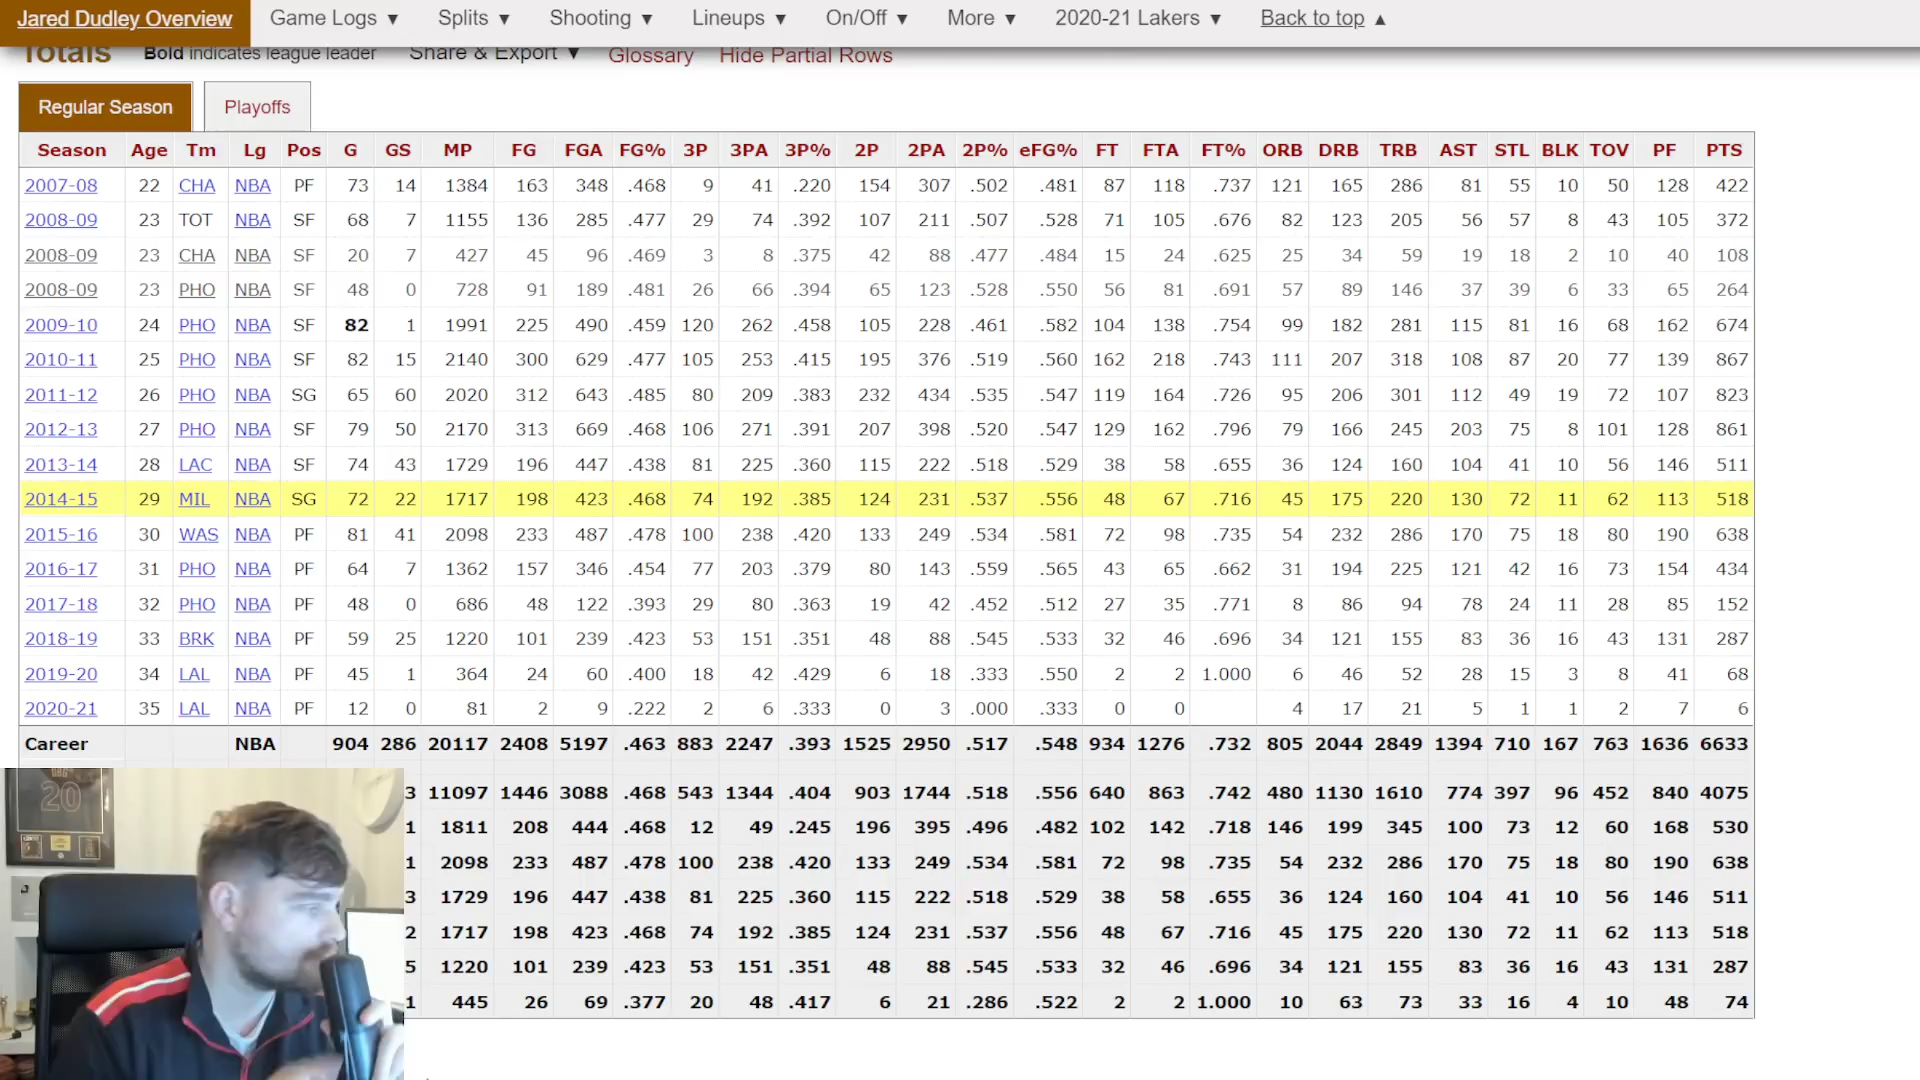 Jared Dudley Overview Game Logs ▼ Splits ▼ Shooting ▼ Lineups ▼ On/Off ▼ More ▼ 2020-21 Lakers ▼ Back to top ▲
Totals Bold indicates league leader Share & Export ▼ Glossary Hide Partial Rows
Regular Season Playoffs
Season Age Tm Lg Pos G GS MP FG FGA FG% 3P 3PA 3P% 2P 2PA 2P% eFG% FT FTA FT% ORB DRB TRB AST STL BLK TOV PF PTS
2007-08 22 CHA NBA PF 73 14 1384 163 348 .468 9 41 .220 154 307 .502 .481 87 118 .737 121 165 286 81 55 10 50 128 422
2008-09 23 TOT NBA SF 68 7 1155 136 285 .477 29 74 .392 107 211 .507 .528 71 105 .676 82 123 205 56 57 8 43 105 372
2008-09 23 CHA NBA SF 20 7 427 45 96 .469 3 8 .375 42 88 .477 .484 15 24 .625 25 34 59 19 18 2 10 40 108
2008-09 23 PHO NBA SF 48 0 728 91 189 .481 26 66 .394 65 123 .528 .550 56 81 .691 57 89 146 37 39 6 33 65 264
2009-10 24 PHO NBA SF 82 1 1991 225 490 .459 120 262 .458 105 228 .461 .582 104 138 .754 99 182 281 115 81 16 68 162 674
2010-11 25 PHO NBA SF 82 15 2140 300 629 .477 105 253 .415 195 376 .519 .560 162 218 .743 111 207 318 108 87 20 77 139 867
2011-12 26 PHO NBA SG 65 60 2020 312 643 .485 80 209 .383 232 434 .535 .547 119 164 .726 95 206 301 112 49 19 72 107 823
2012-13 27 PHO NBA SF 79 50 2170 313 669 .468 106 271 .391 207 398 .520 .547 129 162 .796 79 166 245 203 75 8 101 128 861
2013-14 28 LAC NBA SF 74 43 1729 196 447 .438 81 225 .360 115 222 .518 .529 38 58 .655 36 124 160 104 41 10 56 146 511
2014-15 29 MIL NBA SG 72 22 1717 198 423 .468 74 192 .385 124 231 .537 .556 48 67 .716 45 175 220 130 72 11 62 113 518
2015-16 30 WAS NBA PF 81 41 2098 233 487 .478 100 238 .420 133 249 .534 .581 72 98 .735 54 232 286 170 75 18 80 190 638
2016-17 31 PHO NBA PF 64 7 1362 157 346 .454 77 203 .379 80 143 .559 .565 43 65 .662 31 194 225 121 42 16 73 154 434
2017-18 32 PHO NBA PF 48 0 686 48 122 .393 29 80 .363 19 42 .452 .512 27 35 .771 8 86 94 78 24 11 28 85 152
2018-19 33 BRK NBA PF 59 25 1220 101 239 .423 53 151 .351 48 88 .545 .533 32 46 .696 34 121 155 83 36 16 43 131 287
2019-20 34 LAL NBA PF 45 1 364 24 60 .400 18 42 .429 6 18 .333 .550 2 2 1.000 6 46 52 28 15 3 8 41 68
2020-21 35 LAL NBA PF 12 0 81 2 9 .222 2 6 .333 0 3 .000 .333 0 0 4 17 21 5 1 1 2 7 6
Career NBA 904 286 20117 2408 5197 .463 883 2247 .393 1525 2950 .517 .548 934 1276 .732 805 2044 2849 1394 710 167 763 1636 6633
3 11097 1446 3088 .468 543 1344 .404 903 1744 .518 .556 640 863 .742 480 1130 1610 774 397 96 452 840 4075
1 1811 208 444 .468 12 49 .245 196 395 .496 .482 102 142 .718 146 199 345 100 73 12 60 168 530
1 2098 233 487 .478 100 238 .420 133 249 .534 .581 72 98 .735 54 232 286 170 75 18 80 190 638
3 1729 196 447 .438 81 225 .360 115 222 .518 .529 38 58 .655 36 124 160 104 41 10 56 146 511
2 1717 198 423 .468 74 192 .385 124 231 .537 .556 48 67 .716 45 175 220 130 72 11 62 113 518
5 1220 101 239 .423 53 151 .351 48 88 .545 .533 32 46 .696 34 121 155 83 36 16 43 131 287
1 445 26 69 .377 20 48 .417 6 21 .286 .522 2 2 1.000 10 63 73 33 16 4 10 48 74
20